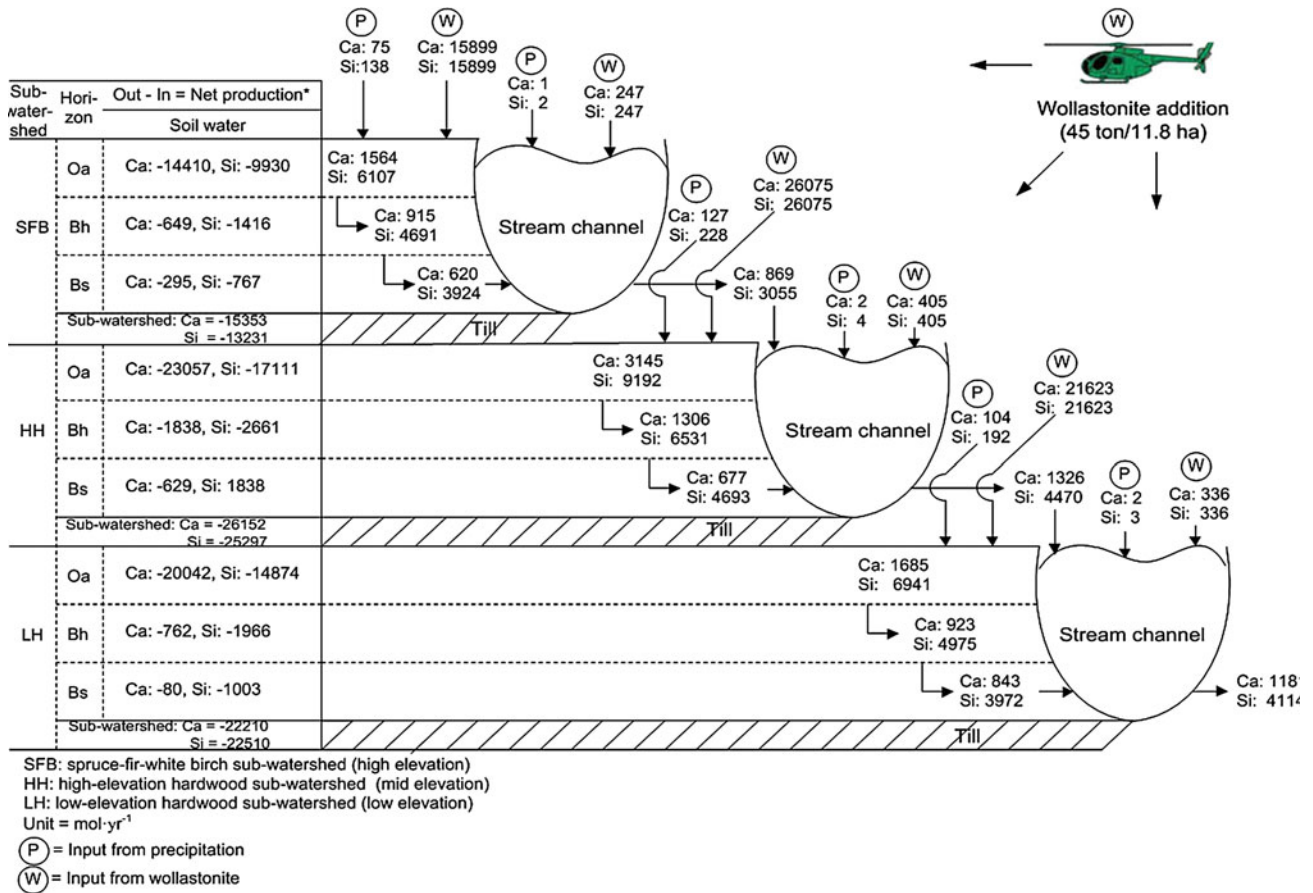 P
W
W
Ca: 75
Si:138
Ca: 15899
Si: 15899
P
W
Ca: 1
Si: 2
Ca: 247
Si: 247
Wollastonite addition
(45 ton/11.8 ha)
Sub-
water-
shed
Hori-
zon
Out - In = Net production*
Soil water
SFB
Oa
Ca: -14410, Si: -9930
Ca: 1564
Si: 6107
Bh
Ca: -649, Si: -1416
Ca: 915
Si: 4691
Bs
Ca: -295, Si: -767
Ca: 620
Si: 3924
Stream channel
Sub-watershed: Ca = -15353
Si = -13231
Till
P
Ca: 127
Si: 228
W
Ca: 26075
Si: 26075
Ca: 869
Si: 3055
P
Ca: 2
Si: 4
W
Ca: 405
Si: 405
HH
Oa
Ca: -23057, Si: -17111
Ca: 3145
Si: 9192
Bh
Ca: -1838, Si: -2661
Ca: 1306
Si: 6531
Bs
Ca: -629, Si: 1838
Ca: 677
Si: 4693
Stream channel
Sub-watershed: Ca = -26152
Si = -25297
Till
P
Ca: 104
Si: 192
W
Ca: 21623
Si: 21623
Ca: 1326
Si: 4470
P
Ca: 2
Si: 3
W
Ca: 336
Si: 336
LH
Oa
Ca: -20042, Si: -14874
Ca: 1685
Si: 6941
Bh
Ca: -762, Si: -1966
Ca: 923
Si: 4975
Bs
Ca: -80, Si: -1003
Ca: 843
Si: 3972
Stream channel
Ca: 1181
Si: 4114
Sub-watershed: Ca = -22210
Si = -22510
Till
SFB: spruce-fir-white birch sub-watershed (high elevation)
HH: high-elevation hardwood sub-watershed (mid elevation)
LH: low-elevation hardwood sub-watershed (low elevation)
Unit = mol·yr⁻¹
P = Input from precipitation
W = Input from wollastonite